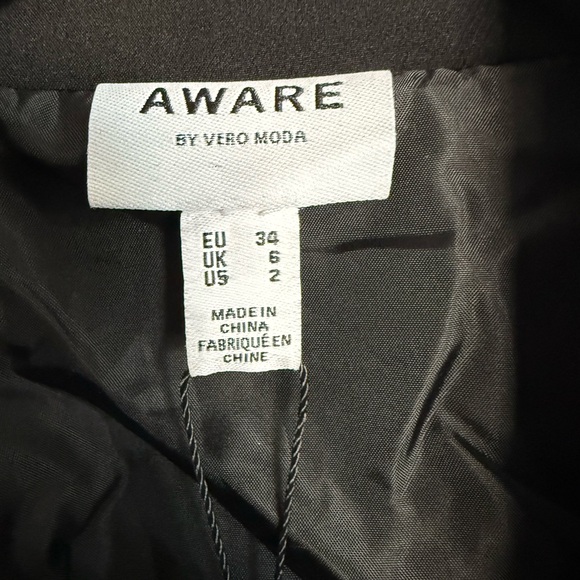 AWARE
BY VERO MODA
EU 34
UK 6
US 2
MADE IN
CHINA
FABRIQUÉ EN
CHINE